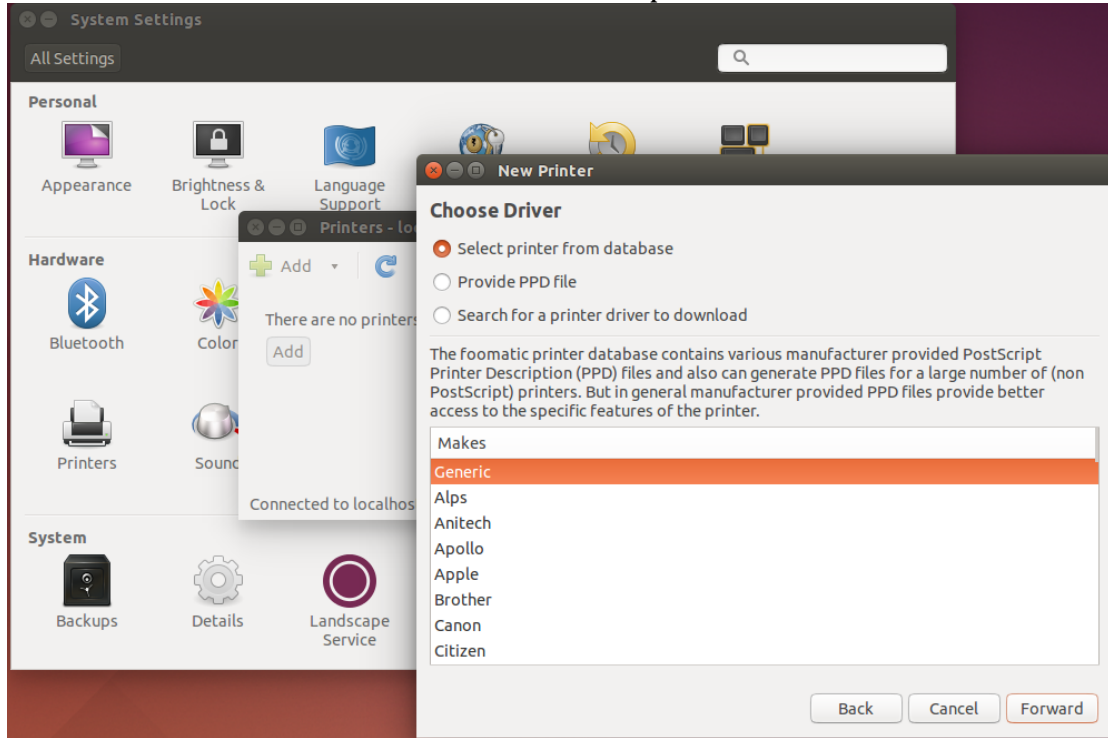 System Settings
All Settings
Personal
Appearance
Brightness &
Lock
Language
Support
Hardware
Bluetooth
Color
Printers
Sound
System
Backups
Details
Landscape
Service
Printers - lo
Add
There are no printers
Add
Connected to localhos
New Printer
Choose Driver
Select printer from database
Provide PPD file
Search for a printer driver to download
The foomatic printer database contains various manufacturer provided PostScript
Printer Description (PPD) files and also can generate PPD files for a large number of (non
PostScript) printers. But in general manufacturer provided PPD files provide better
access to the specific features of the printer.
Makes
Generic
Alps
Anitech
Apollo
Apple
Brother
Canon
Citizen
Back
Cancel
Forward